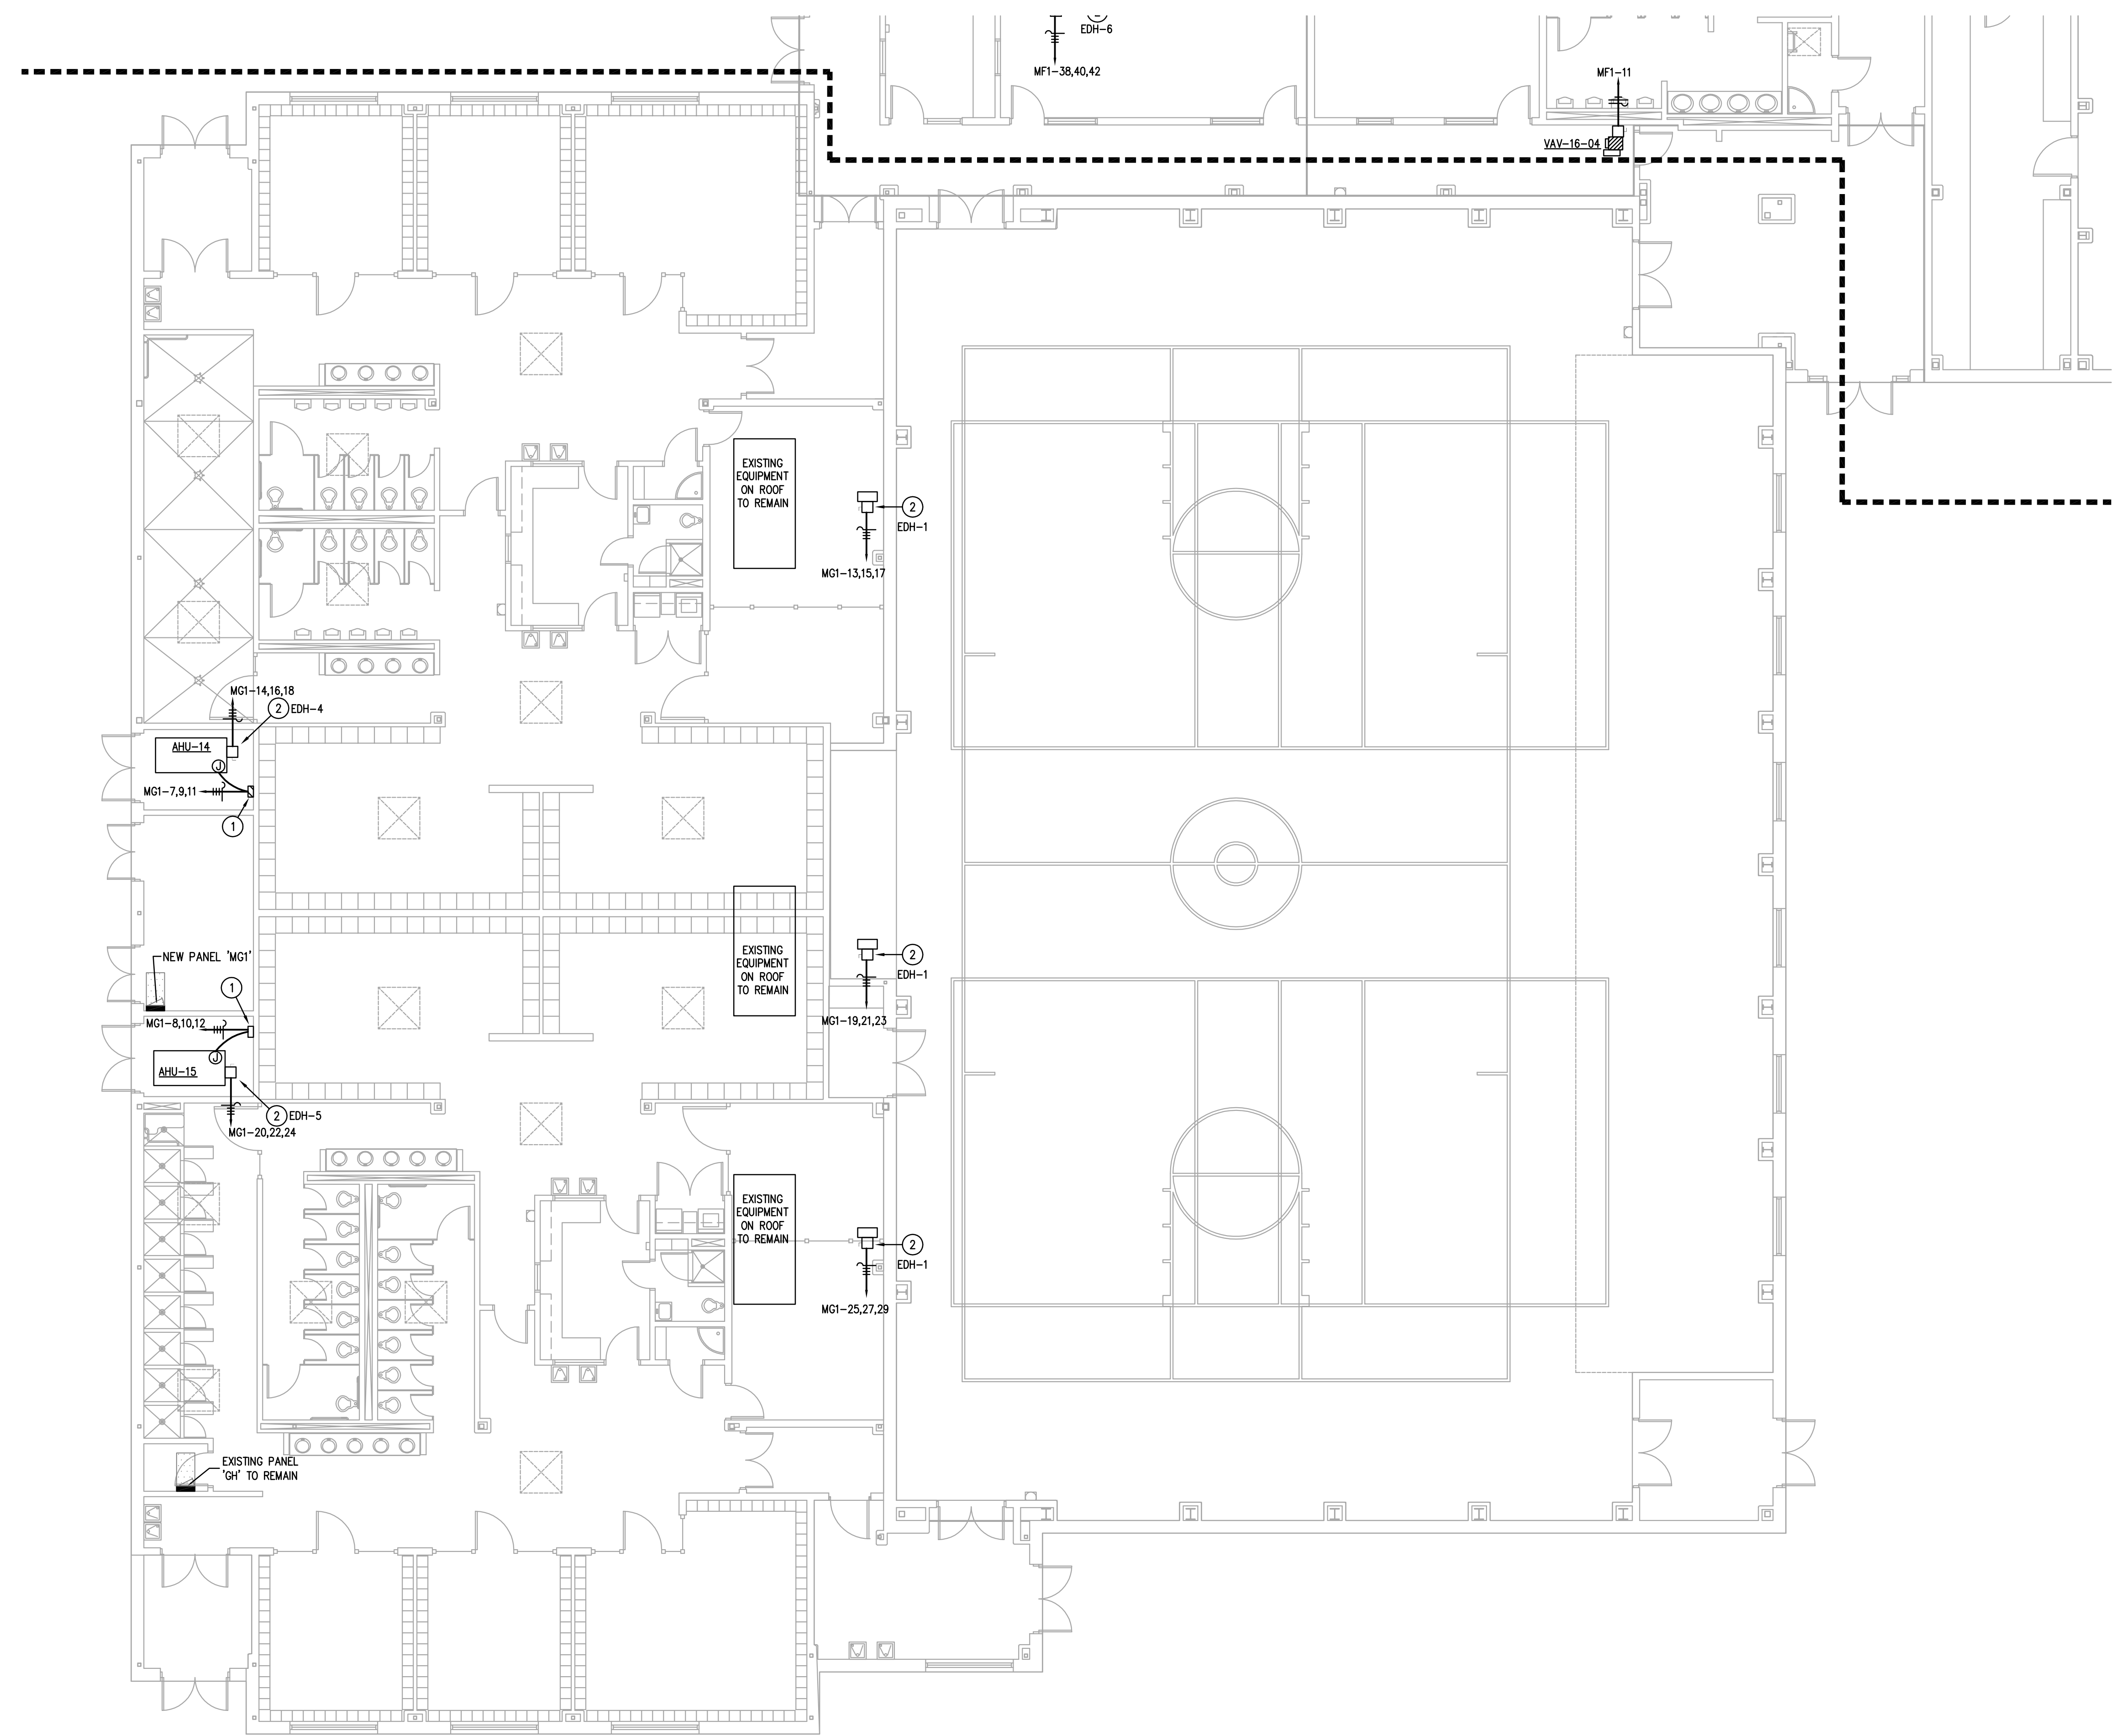 EDH-6
MF1-38,40,42
MF1-11
VAV-16-04
EXISTING
EQUIPMENT
ON ROOF
TO REMAIN
2
EDH-1
MG1-13,15,17
MG1-14,16,18
2
EDH-4
AHU-14
J
MG1-7,9,11
1
EXISTING
EQUIPMENT
ON ROOF
TO REMAIN
2
EDH-1
MG1-19,21,23
NEW PANEL 'MG1'
1
MG1-8,10,12
J
AHU-15
2
EDH-5
MG1-20,22,24
EXISTING
EQUIPMENT
ON ROOF
TO REMAIN
2
EDH-1
MG1-25,27,29
EXISTING PANEL
'GH' TO REMAIN